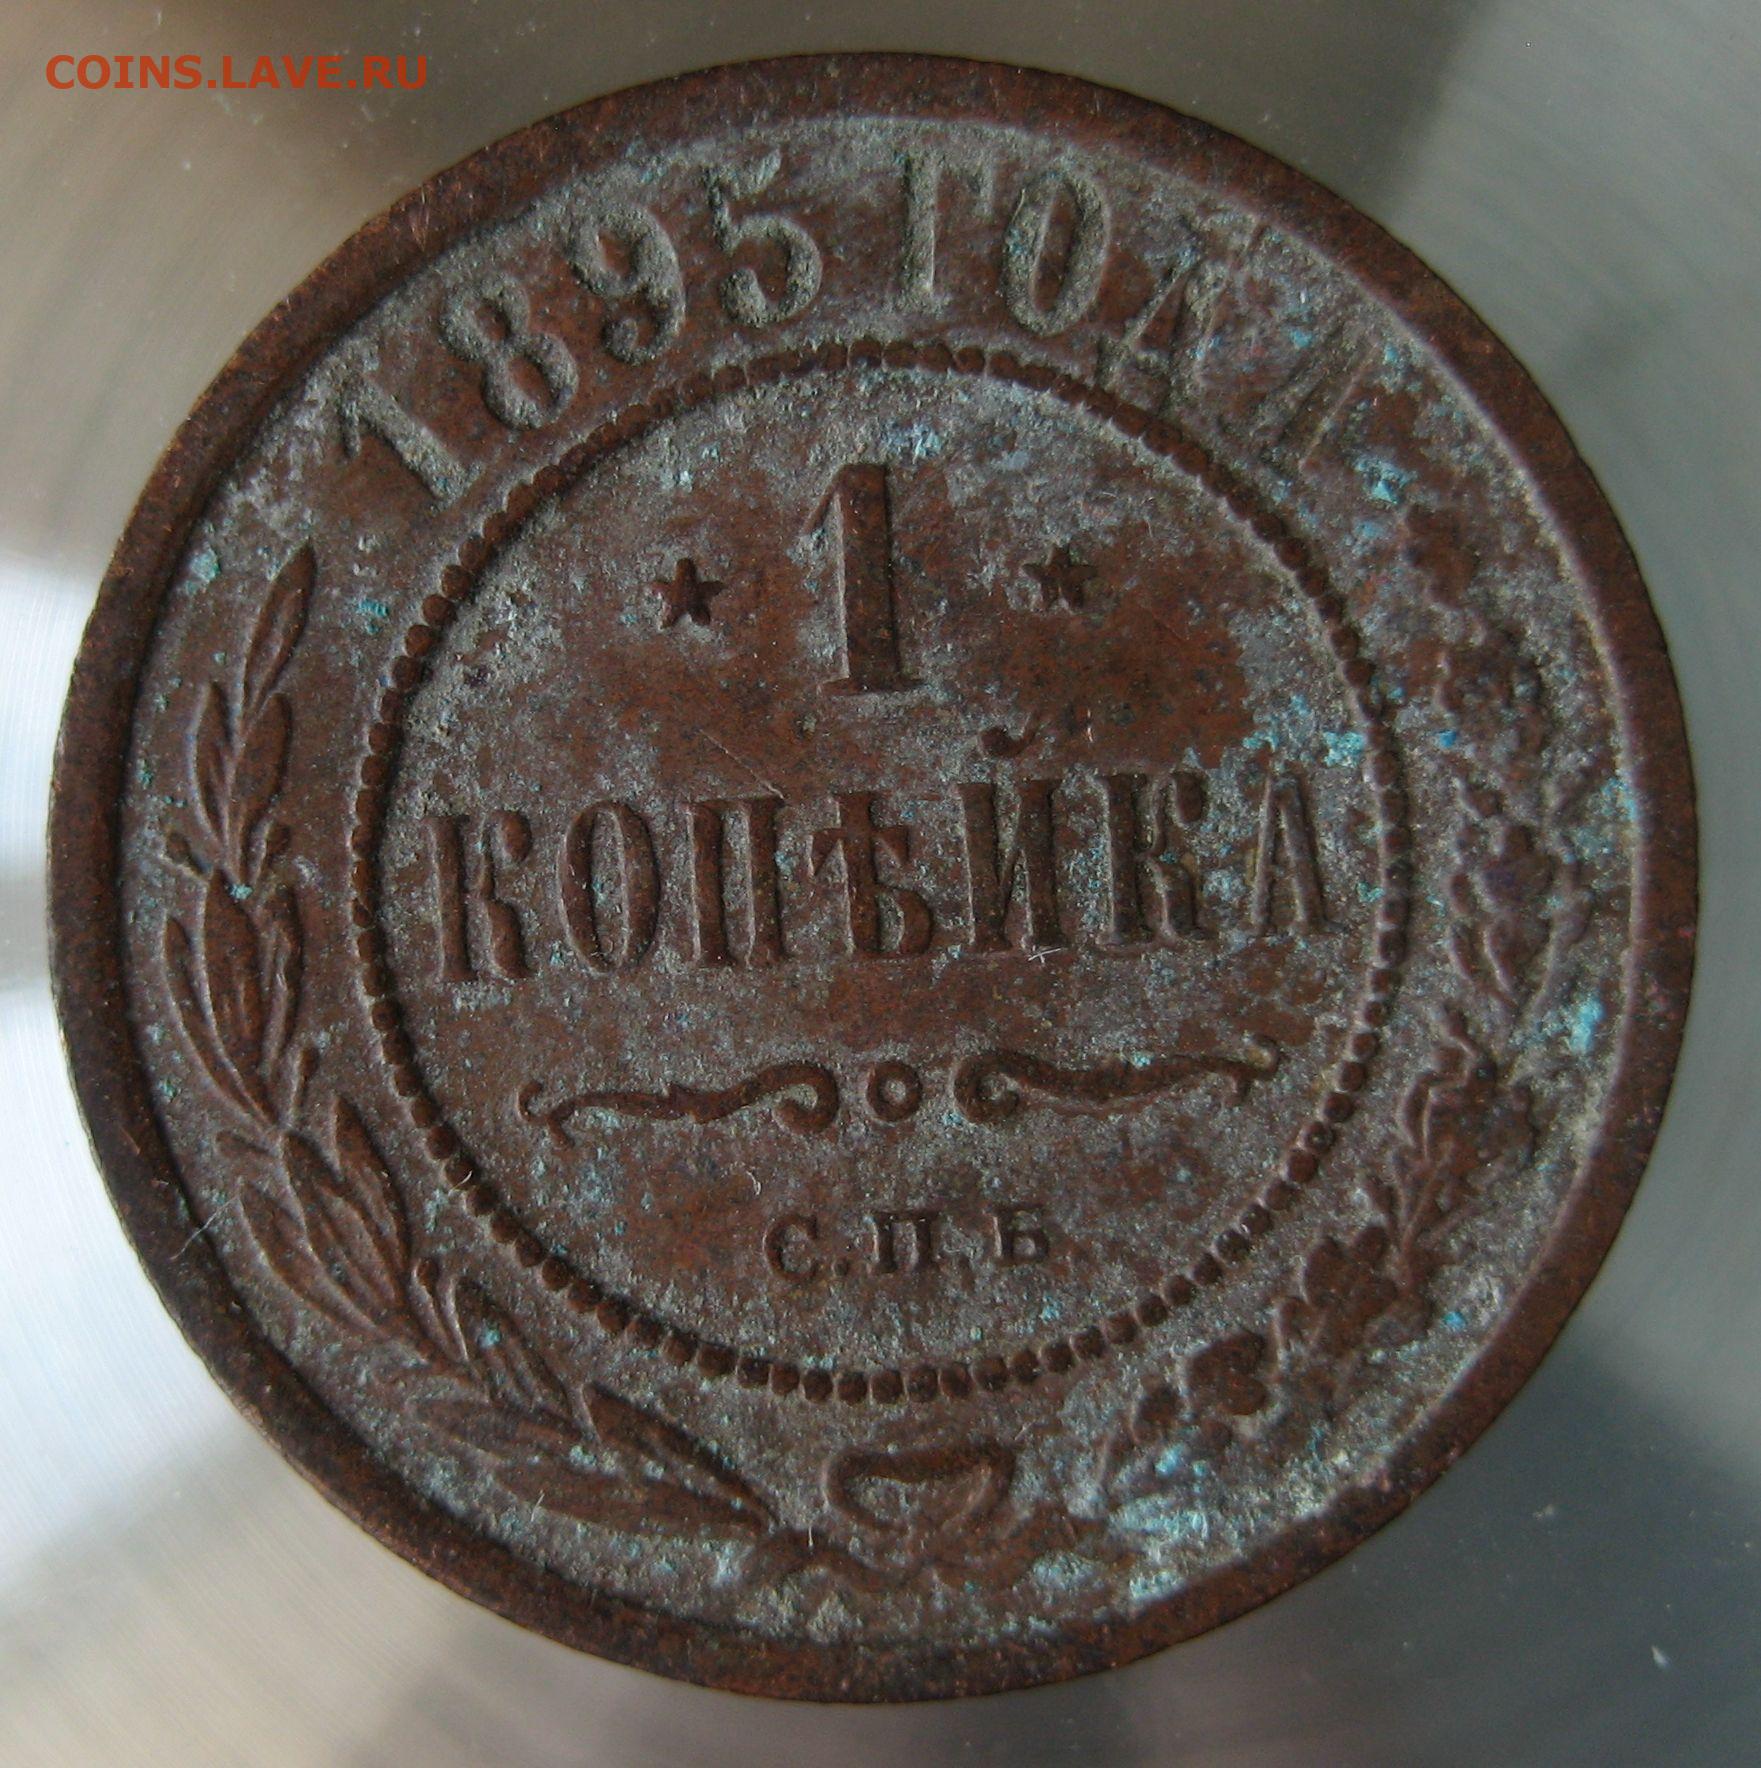 COINS.LAVE.RU
1895 ГОДА
1
КОПѢЙКА
С.П.Б